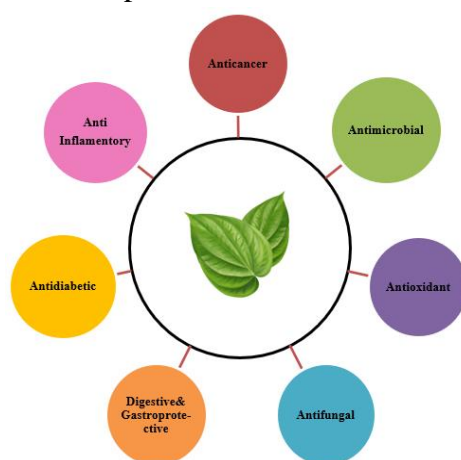 Anticancer
Antimicrobial
Antioxidant
Antifungal
Digestive&
Gastroprote-
ctive
Antidiabetic
Anti
Inflamentory